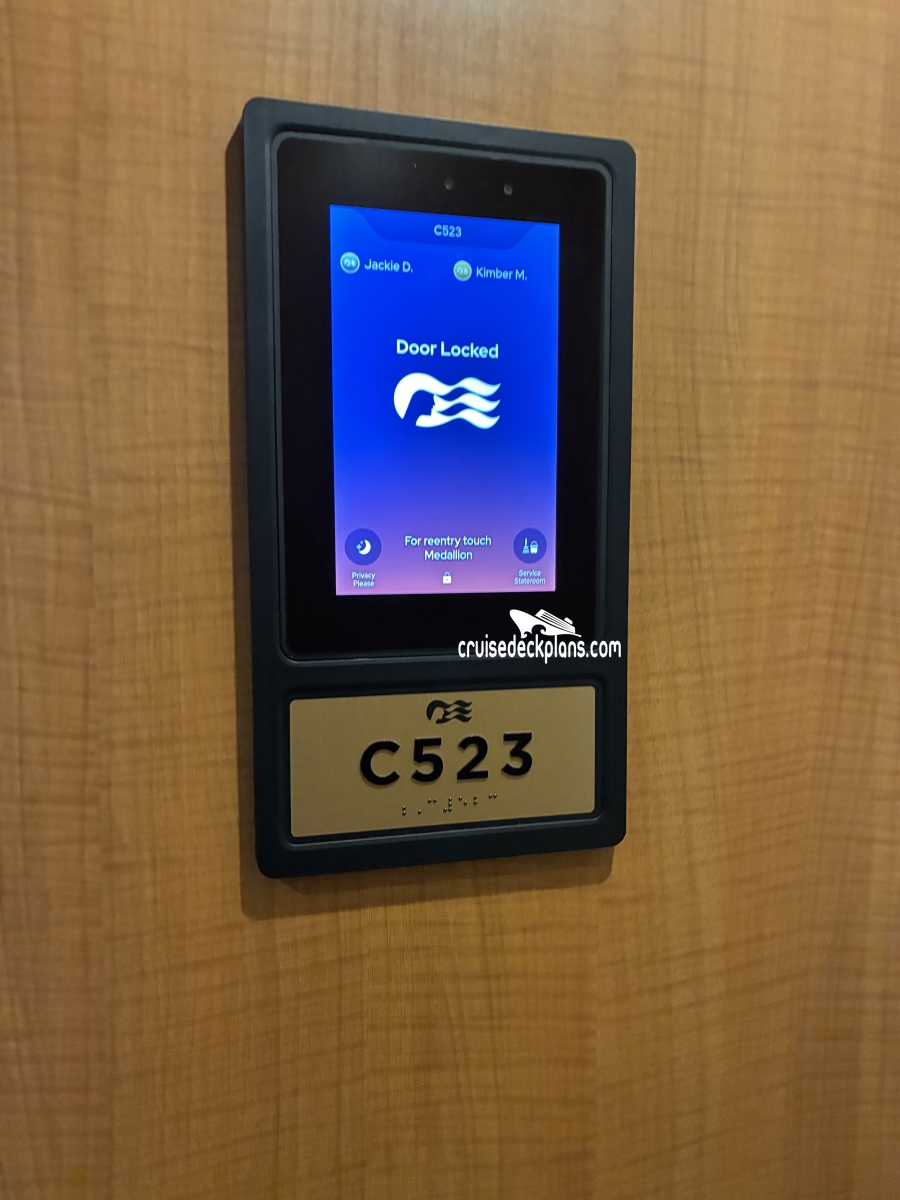 C523
Jackie D.
Kimber M.
Door Locked
For reentry touch
Medallion
Privacy
Please
Service
Stateroom
cruisedeckplans.com
C523